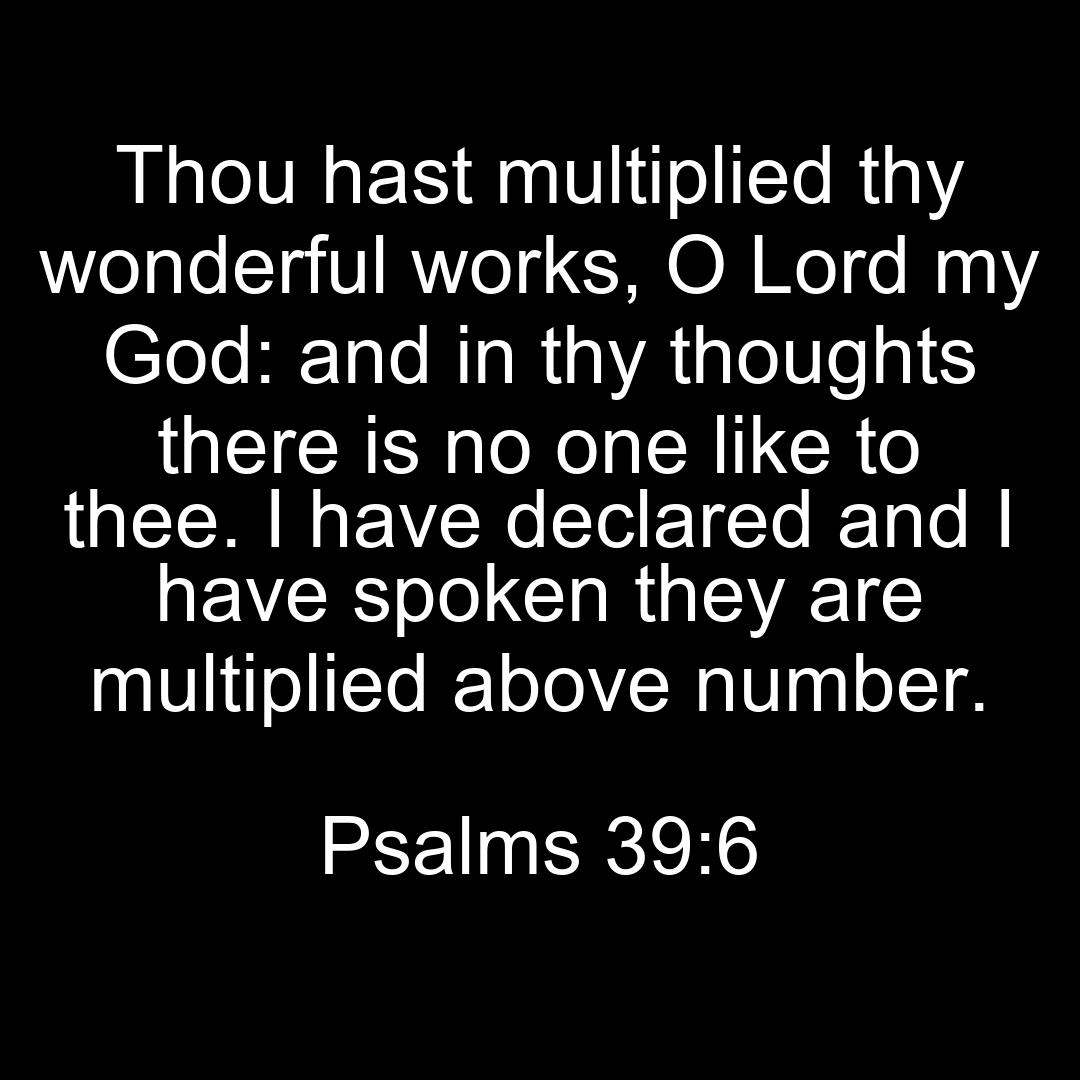 Thou hast multiplied thy
wonderful works, O Lord my
God: and in thy thoughts
there is no one like to
thee. I have declared and I
have spoken they are
multiplied above number.
Psalms 39:6